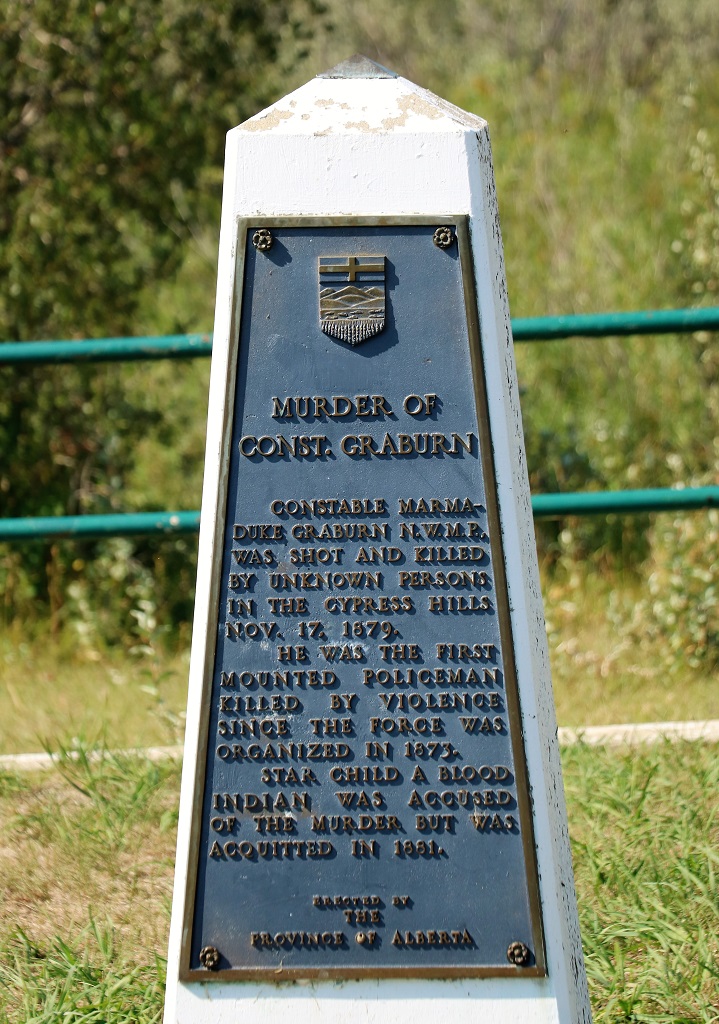 MURDER OF
CONST. GRABURN
CONSTABLE MARMA-
DUKE GRABURN N.W.M.P.
WAS SHOT AND KILLED
BY UNKNOWN PERSONS
IN THE CYPRESS HILLS
NOV. 17, 1879.
HE WAS THE FIRST
MOUNTED POLICEMAN
KILLED BY VIOLENCE
SINCE THE FORCE WAS
ORGANIZED IN 1873.
STAR CHILD A BLOOD
INDIAN WAS ACCUSED
OF THE MURDER BUT WAS
ACQUITTED IN 1881.
ERECTED BY
THE
PROVINCE OF ALBERTA